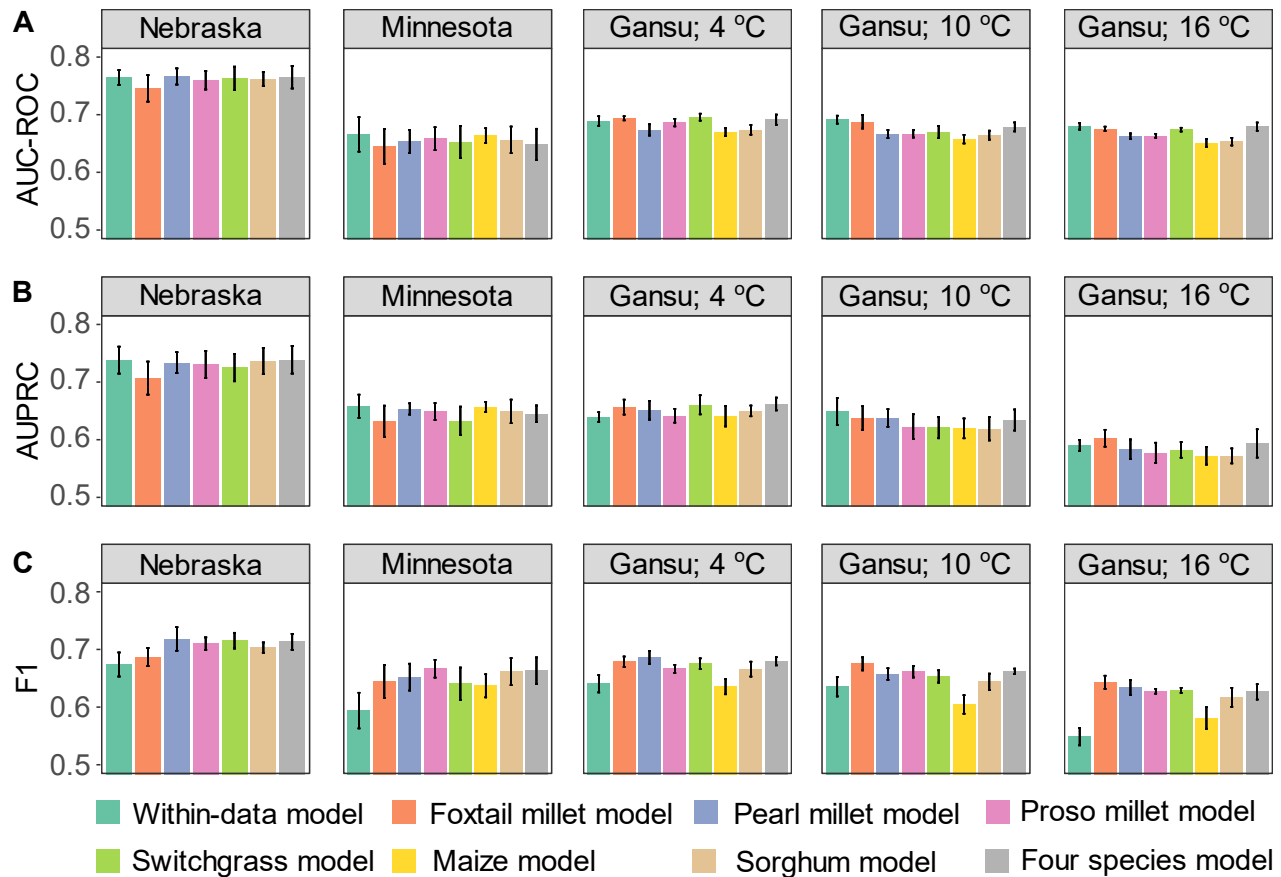 A
Nebraska
Minnesota
Gansu; 4 °C
Gansu; 10 °C
Gansu; 16 °C
AUC-ROC
0.8
0.7
0.6
0.5
B
Nebraska
Minnesota
Gansu; 4 °C
Gansu; 10 °C
Gansu; 16 °C
AUPRC
0.8
0.7
0.6
0.5
C
Nebraska
Minnesota
Gansu; 4 °C
Gansu; 10 °C
Gansu; 16 °C
F1
0.8
0.7
0.6
0.5
Within-data model
Foxtail millet model
Pearl millet model
Proso millet model
Switchgrass model
Maize model
Sorghum model
Four species model